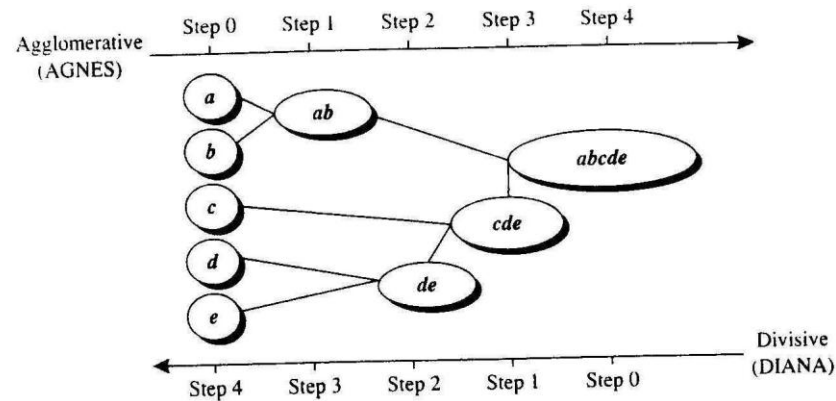 Step 0 Step 1 Step 2 Step 3 Step 4
Agglomerative
(AGNES)
a
ab
b
abcde
c
cde
d
de
e
Divisive
(DIANA)
Step 4 Step 3 Step 2 Step 1 Step 0